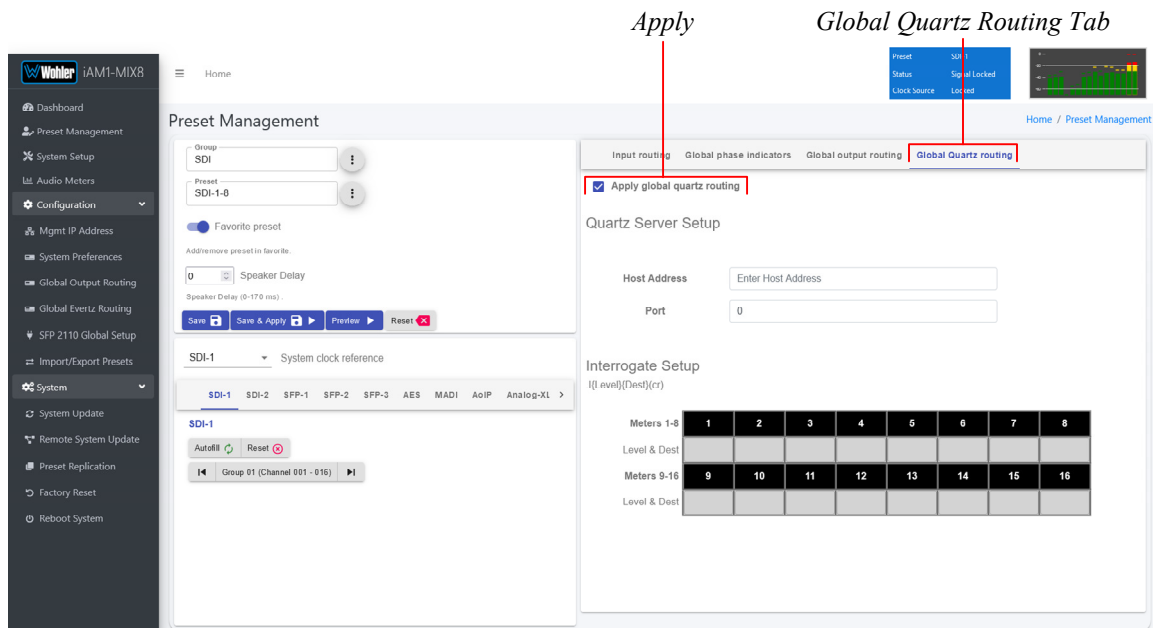 Apply
Global Quartz Routing Tab
Wohler iAM1-MIX8
Home
Preset SDI-1
Status Signal Locked
Clock Source Locked
Dashboard
Preset Management
System Setup
Audio Meters
Configuration
Mgmt IP Address
System Preferences
Global Output Routing
Global Evertz Routing
SFP 2110 Global Setup
Import/Export Presets
System
System Update
Remote System Update
Preset Replication
Factory Reset
Reboot System
Preset Management
Home / Preset Management
Group
SDI
Preset
SDI-1-8
Favorite preset
Add/remove preset in favorite.
0 Speaker Delay
Speaker Delay (0-170 ms) .
Save Save & Apply Preview Reset
SDI-1 System clock reference
SDI-1 SDI-2 SFP-1 SFP-2 SFP-3 AES MADI AoIP Analog-XL
SDI-1
Autofill Reset
Group 01 (Channel 001 - 016)
Input routing Global phase indicators Global output routing Global Quartz routing
Apply global quartz routing
Quartz Server Setup
Host Address Enter Host Address
Port 0
Interrogate Setup
I{Level}{Dest}(cr)
Meters 1-8 1 2 3 4 5 6 7 8
Level & Dest
Meters 9-16 9 10 11 12 13 14 15 16
Level & Dest